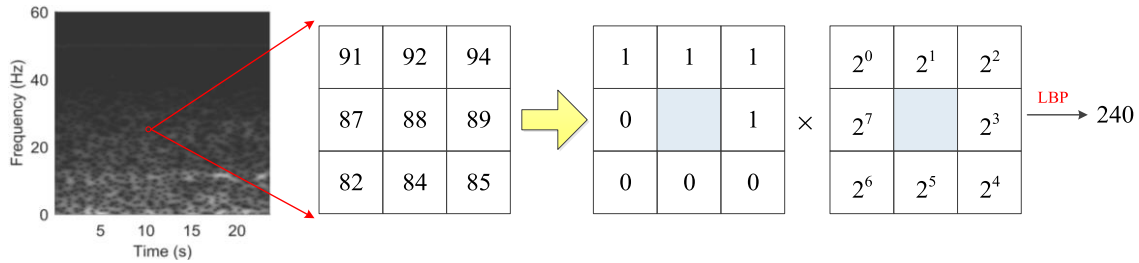 60
40
20
0
Frequency (Hz)
5 10 15 20
Time (s)
91 92 94
87 88 89
82 84 85
1 1 1
0 1
0 0 0
×
2⁰ 2¹ 2²
2⁷ 2³
2⁶ 2⁵ 2⁴
LBP
240